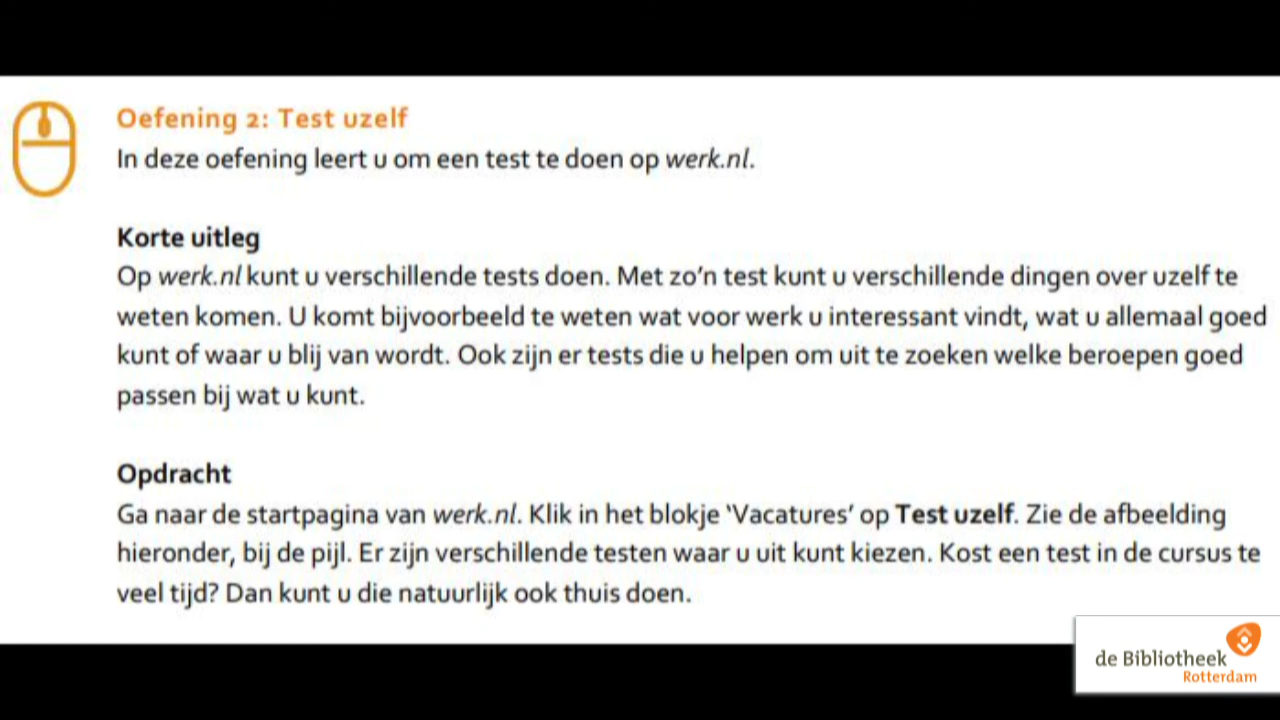 Oefening 2: Test uzelf
In deze oefening leert u om een test te doen op werk.nl.
Korte uitleg
Op werk.nl kunt u verschillende tests doen. Met zo'n test kunt u verschillende dingen over uzelf te
weten komen. U komt bijvoorbeeld te weten wat voor werk u interessant vindt, wat u allemaal goed
kunt of waar u blij van wordt. Ook zijn er tests die u helpen om uit te zoeken welke beroepen goed
passen bij wat u kunt.
Opdracht
Ga naar de startpagina van werk.nl. Klik in het blokje ‘Vacatures’ op Test uzelf. Zie de afbeelding
hieronder, bij de pijl. Er zijn verschillende testen waar u uit kunt kiezen. Kost een test in de cursus te
veel tijd? Dan kunt u die natuurlijk ook thuis doen.
de Bibliotheek
Rotterdam